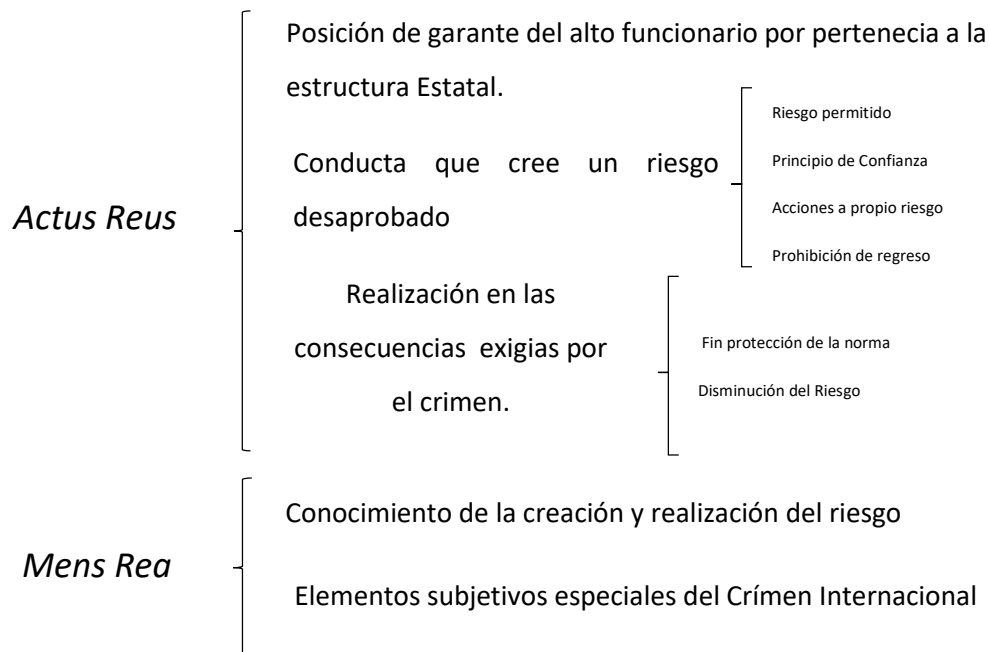 Actus Reus
Posición de garante del alto funcionario por pertenecia a la
estructura Estatal.
Conducta que cree un riesgo
desaprobado
Riesgo permitido
Principio de Confianza
Acciones a propio riesgo
Prohibición de regreso
Realización en las
consecuencias exigias por
el crimen.
Fin protección de la norma
Disminución del Riesgo
Mens Rea
Conocimiento de la creación y realización del riesgo
Elementos subjetivos especiales del Crímen Internacional